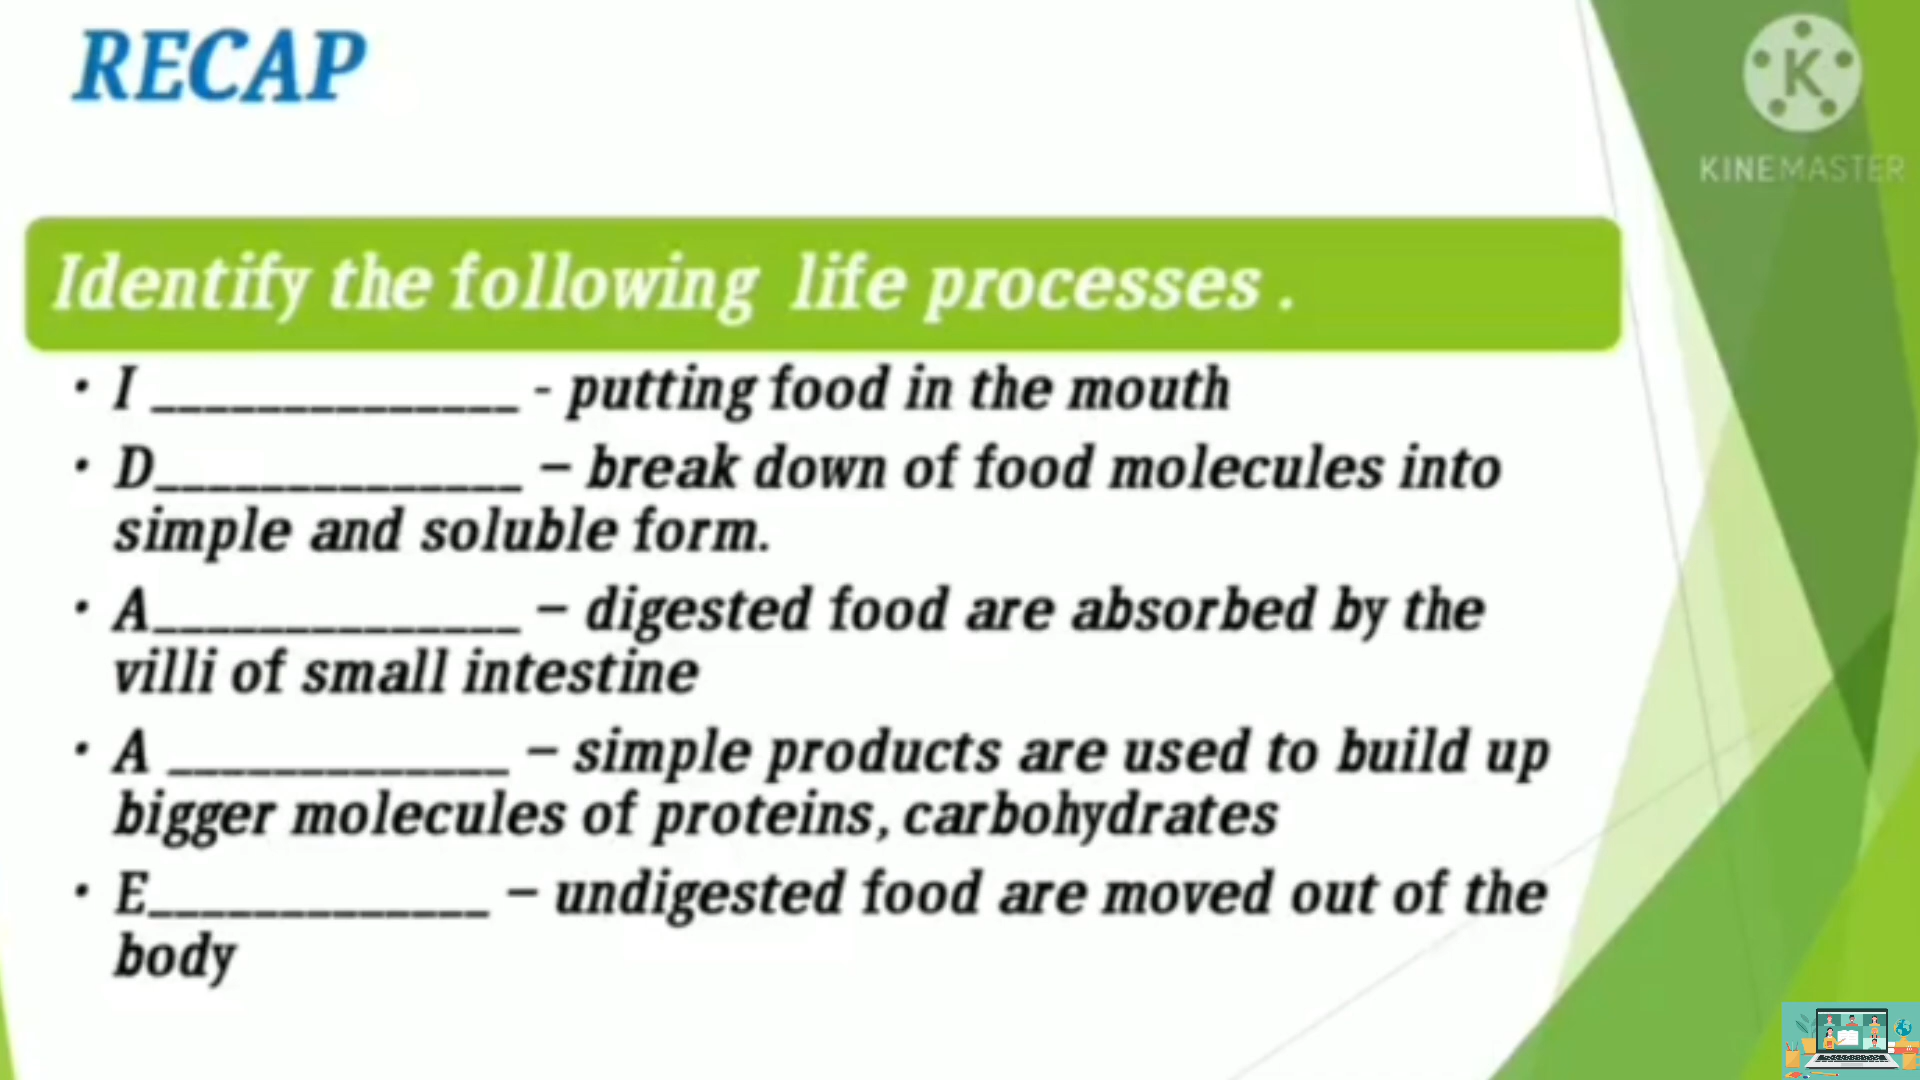 RECAP
KINEMASTER
Identify the following life processes .
• I ______________ - putting food in the mouth
• D______________ – break down of food molecules into
simple and soluble form.
• A______________ – digested food are absorbed by the
villi of small intestine
• A _____________ – simple products are used to build up
bigger molecules of proteins, carbohydrates
• E_____________ – undigested food are moved out of the
body